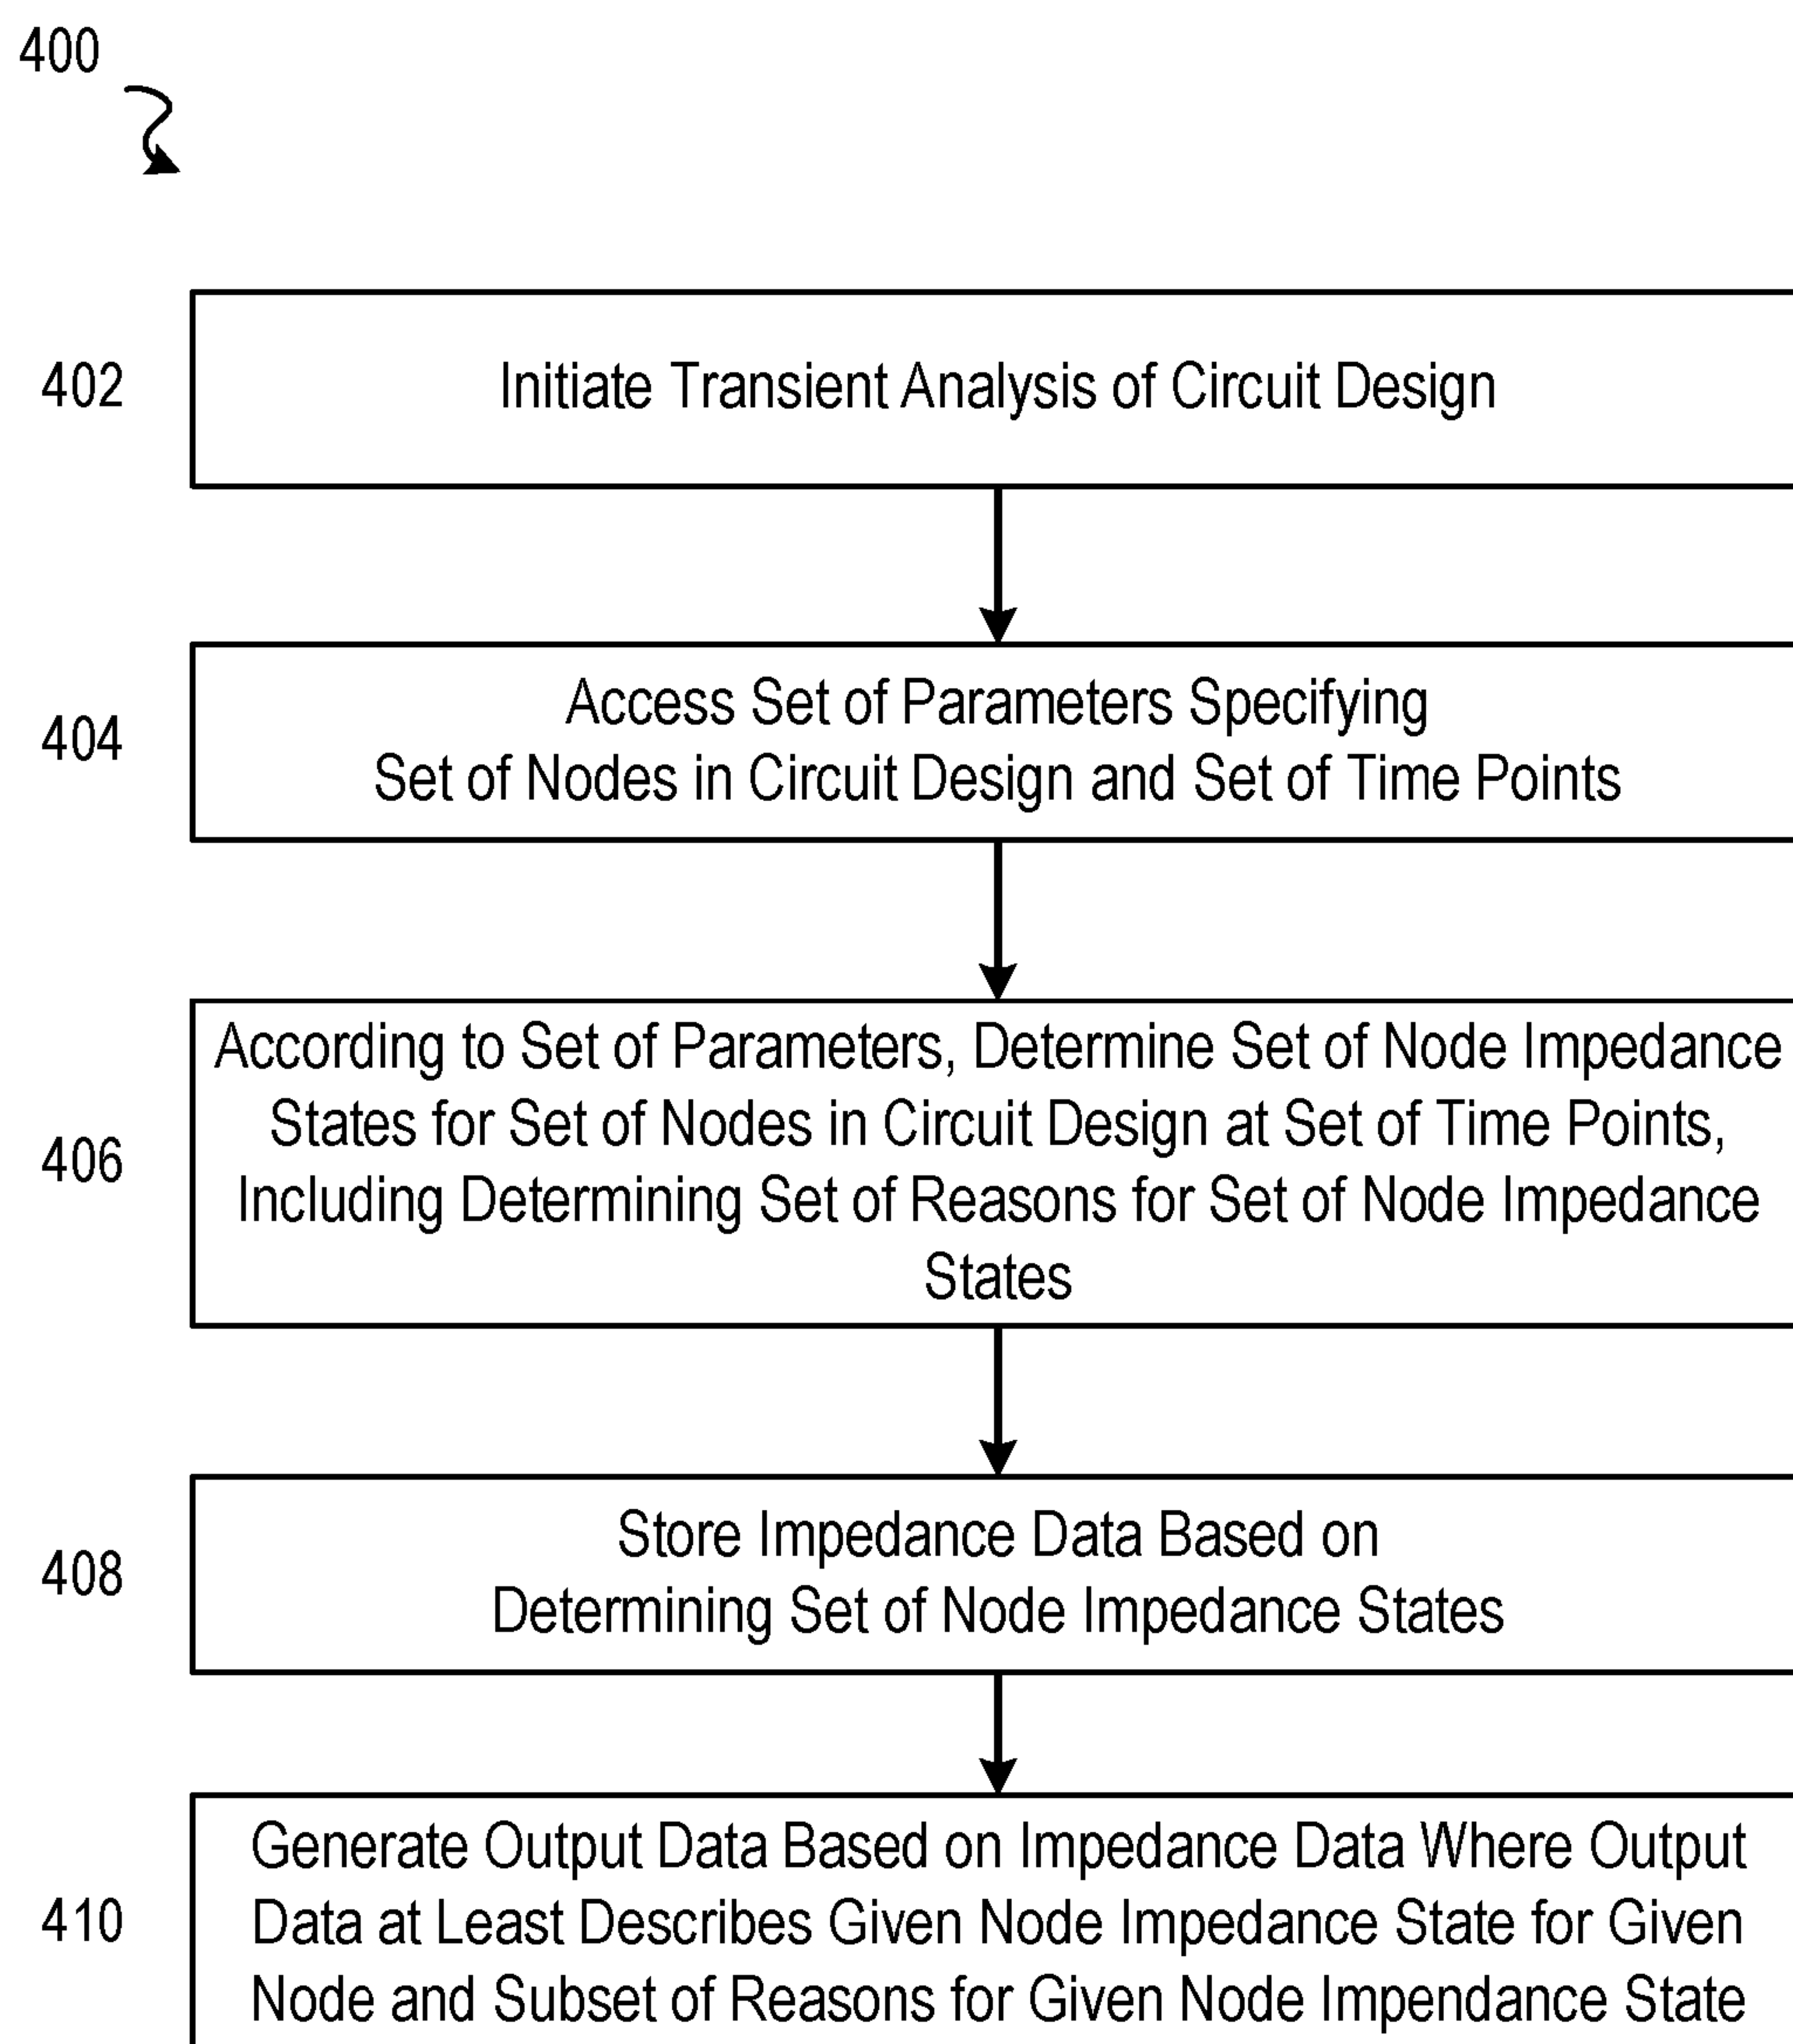 400
402
Initiate Transient Analysis of Circuit Design
404
Access Set of Parameters Specifying
Set of Nodes in Circuit Design and Set of Time Points
406
According to Set of Parameters, Determine Set of Node Impedance
States for Set of Nodes in Circuit Design at Set of Time Points,
Including Determining Set of Reasons for Set of Node Impedance
States
408
Store Impedance Data Based on
Determining Set of Node Impedance States
410
Generate Output Data Based on Impedance Data Where Output
Data at Least Describes Given Node Impedance State for Given
Node and Subset of Reasons for Given Node Impendance State